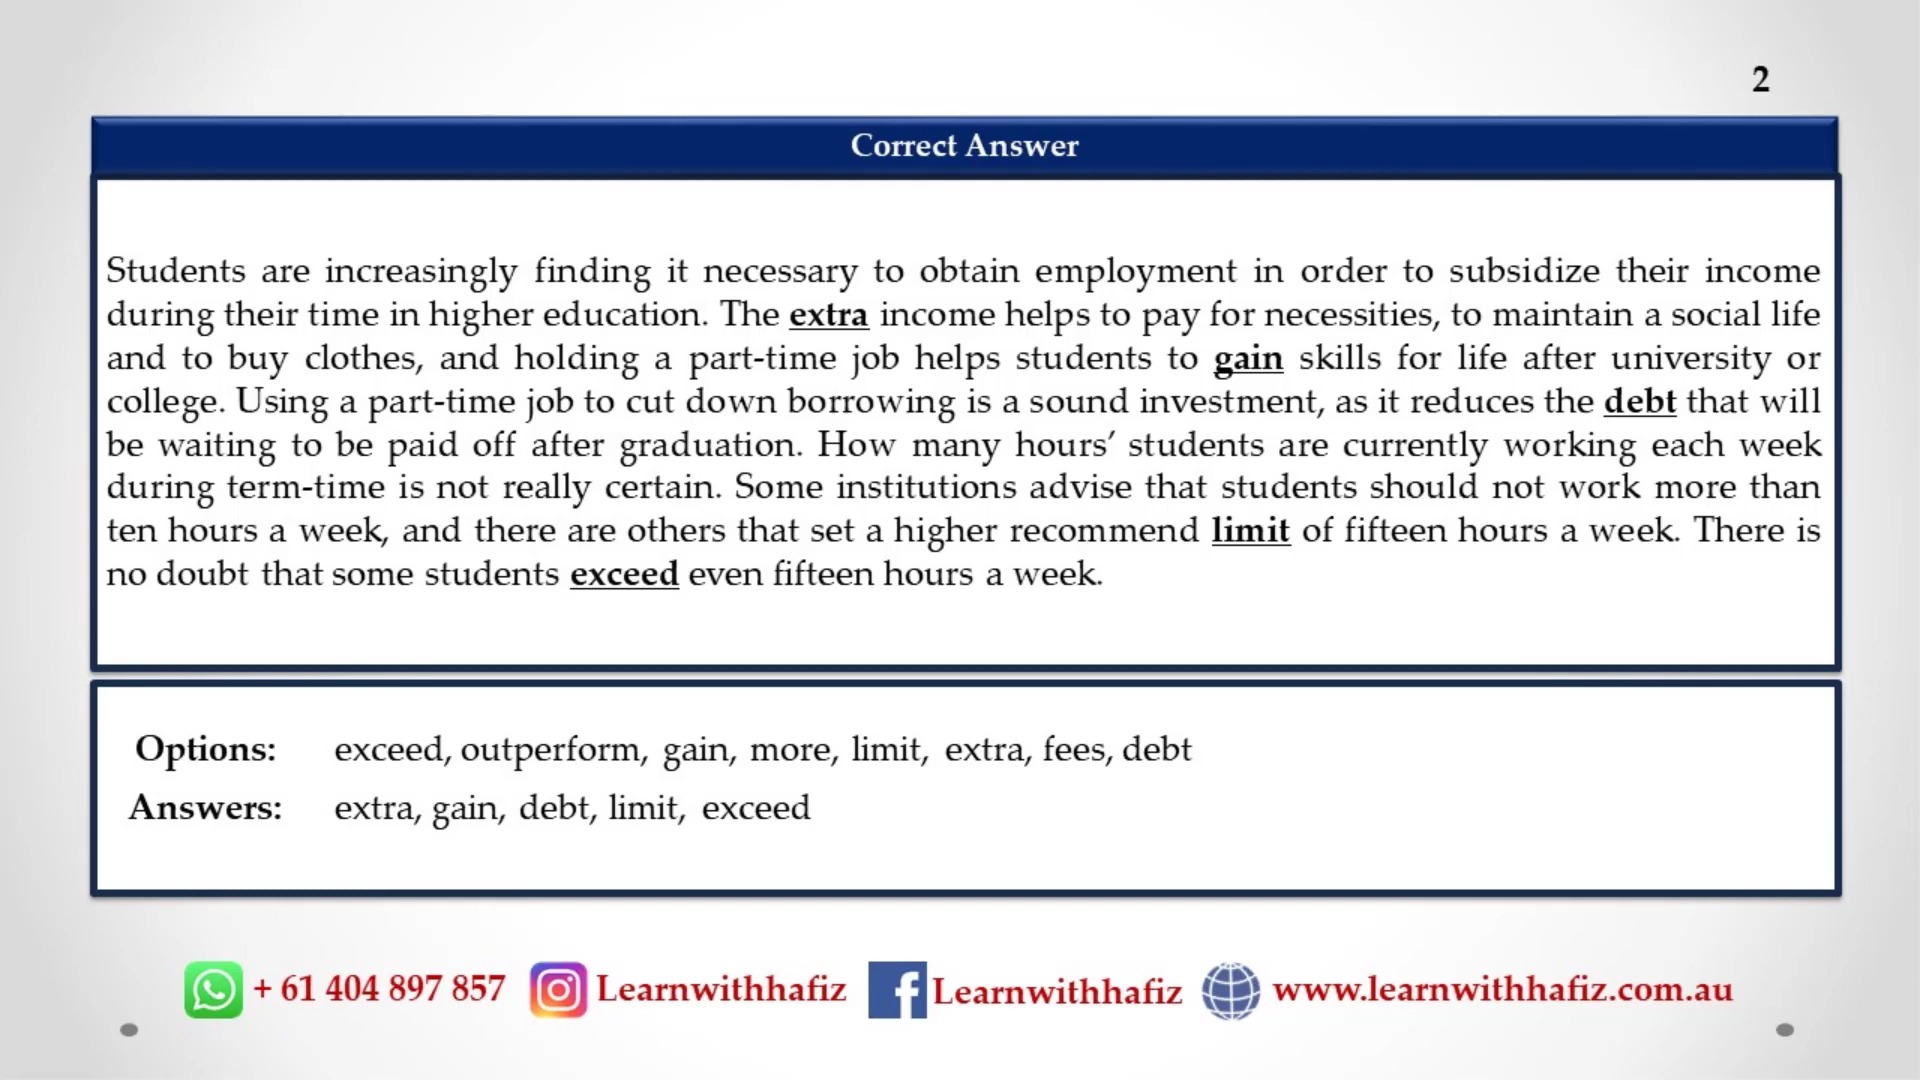 2
Correct Answer
Students are increasingly finding it necessary to obtain employment in order to subsidize their income
during their time in higher education. The extra income helps to pay for necessities, to maintain a social life
and to buy clothes, and holding a part-time job helps students to gain skills for life after university or
college. Using a part-time job to cut down borrowing is a sound investment, as it reduces the debt that will
be waiting to be paid off after graduation. How many hours’ students are currently working each week
during term-time is not really certain. Some institutions advise that students should not work more than
ten hours a week, and there are others that set a higher recommend limit of fifteen hours a week. There is
no doubt that some students exceed even fifteen hours a week.
Options: exceed, outperform, gain, more, limit, extra, fees, debt
Answers: extra, gain, debt, limit, exceed
+ 61 404 897 857 Learnwithhafiz Learnwithhafiz www.learnwithhafiz.com.au